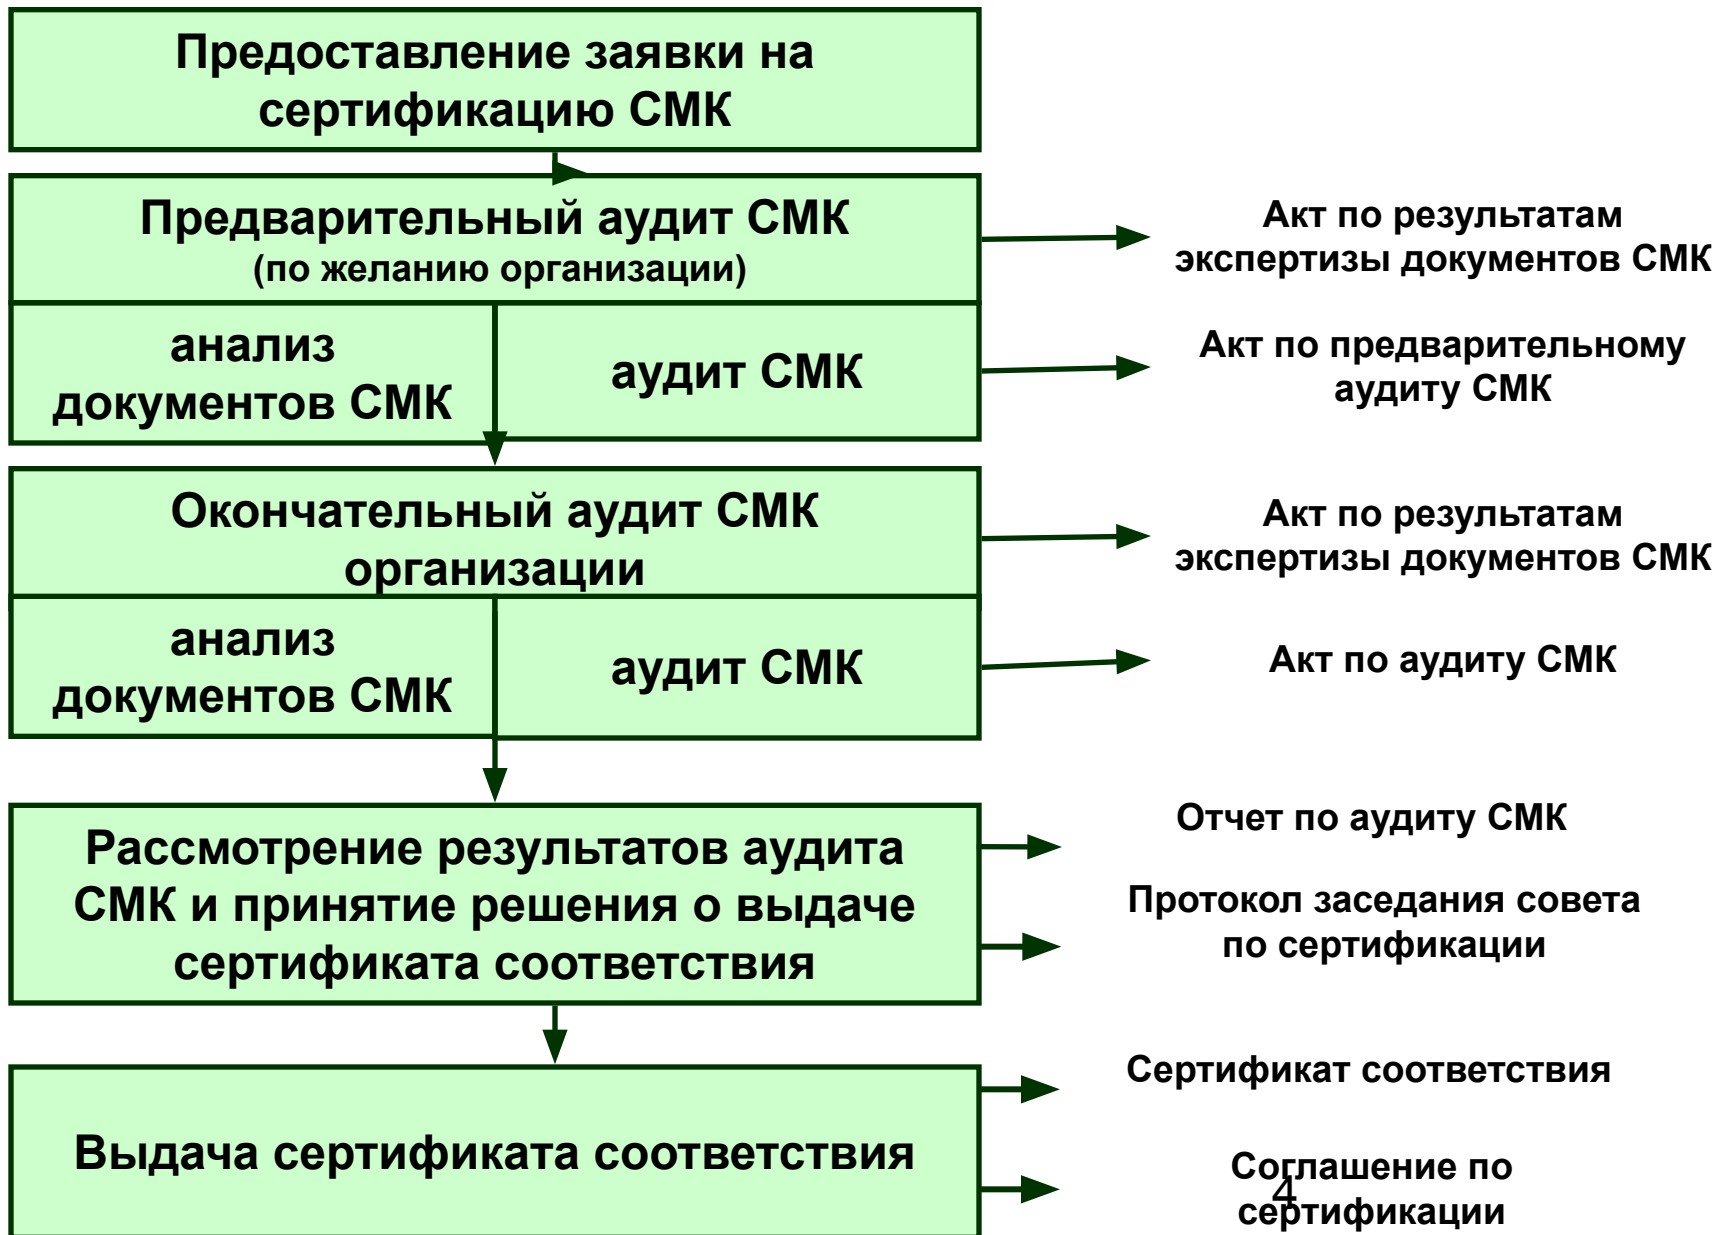 Предоставление заявки на
сертификацию СМК
Предварительный аудит СМК
(по желанию организации)
Акт по результатам
экспертизы документов СМК
анализ
документов СМК
аудит СМК
Акт по предварительному
аудиту СМК
Окончательный аудит СМК
организации
Акт по результатам
экспертизы документов СМК
анализ
документов СМК
аудит СМК
Акт по аудиту СМК
Рассмотрение результатов аудита
СМК и принятие решения о выдаче
сертификата соответствия
Отчет по аудиту СМК
Протокол заседания совета
по сертификации
Выдача сертификата соответствия
Сертификат соответствия
Соглашение по
сертификации
4